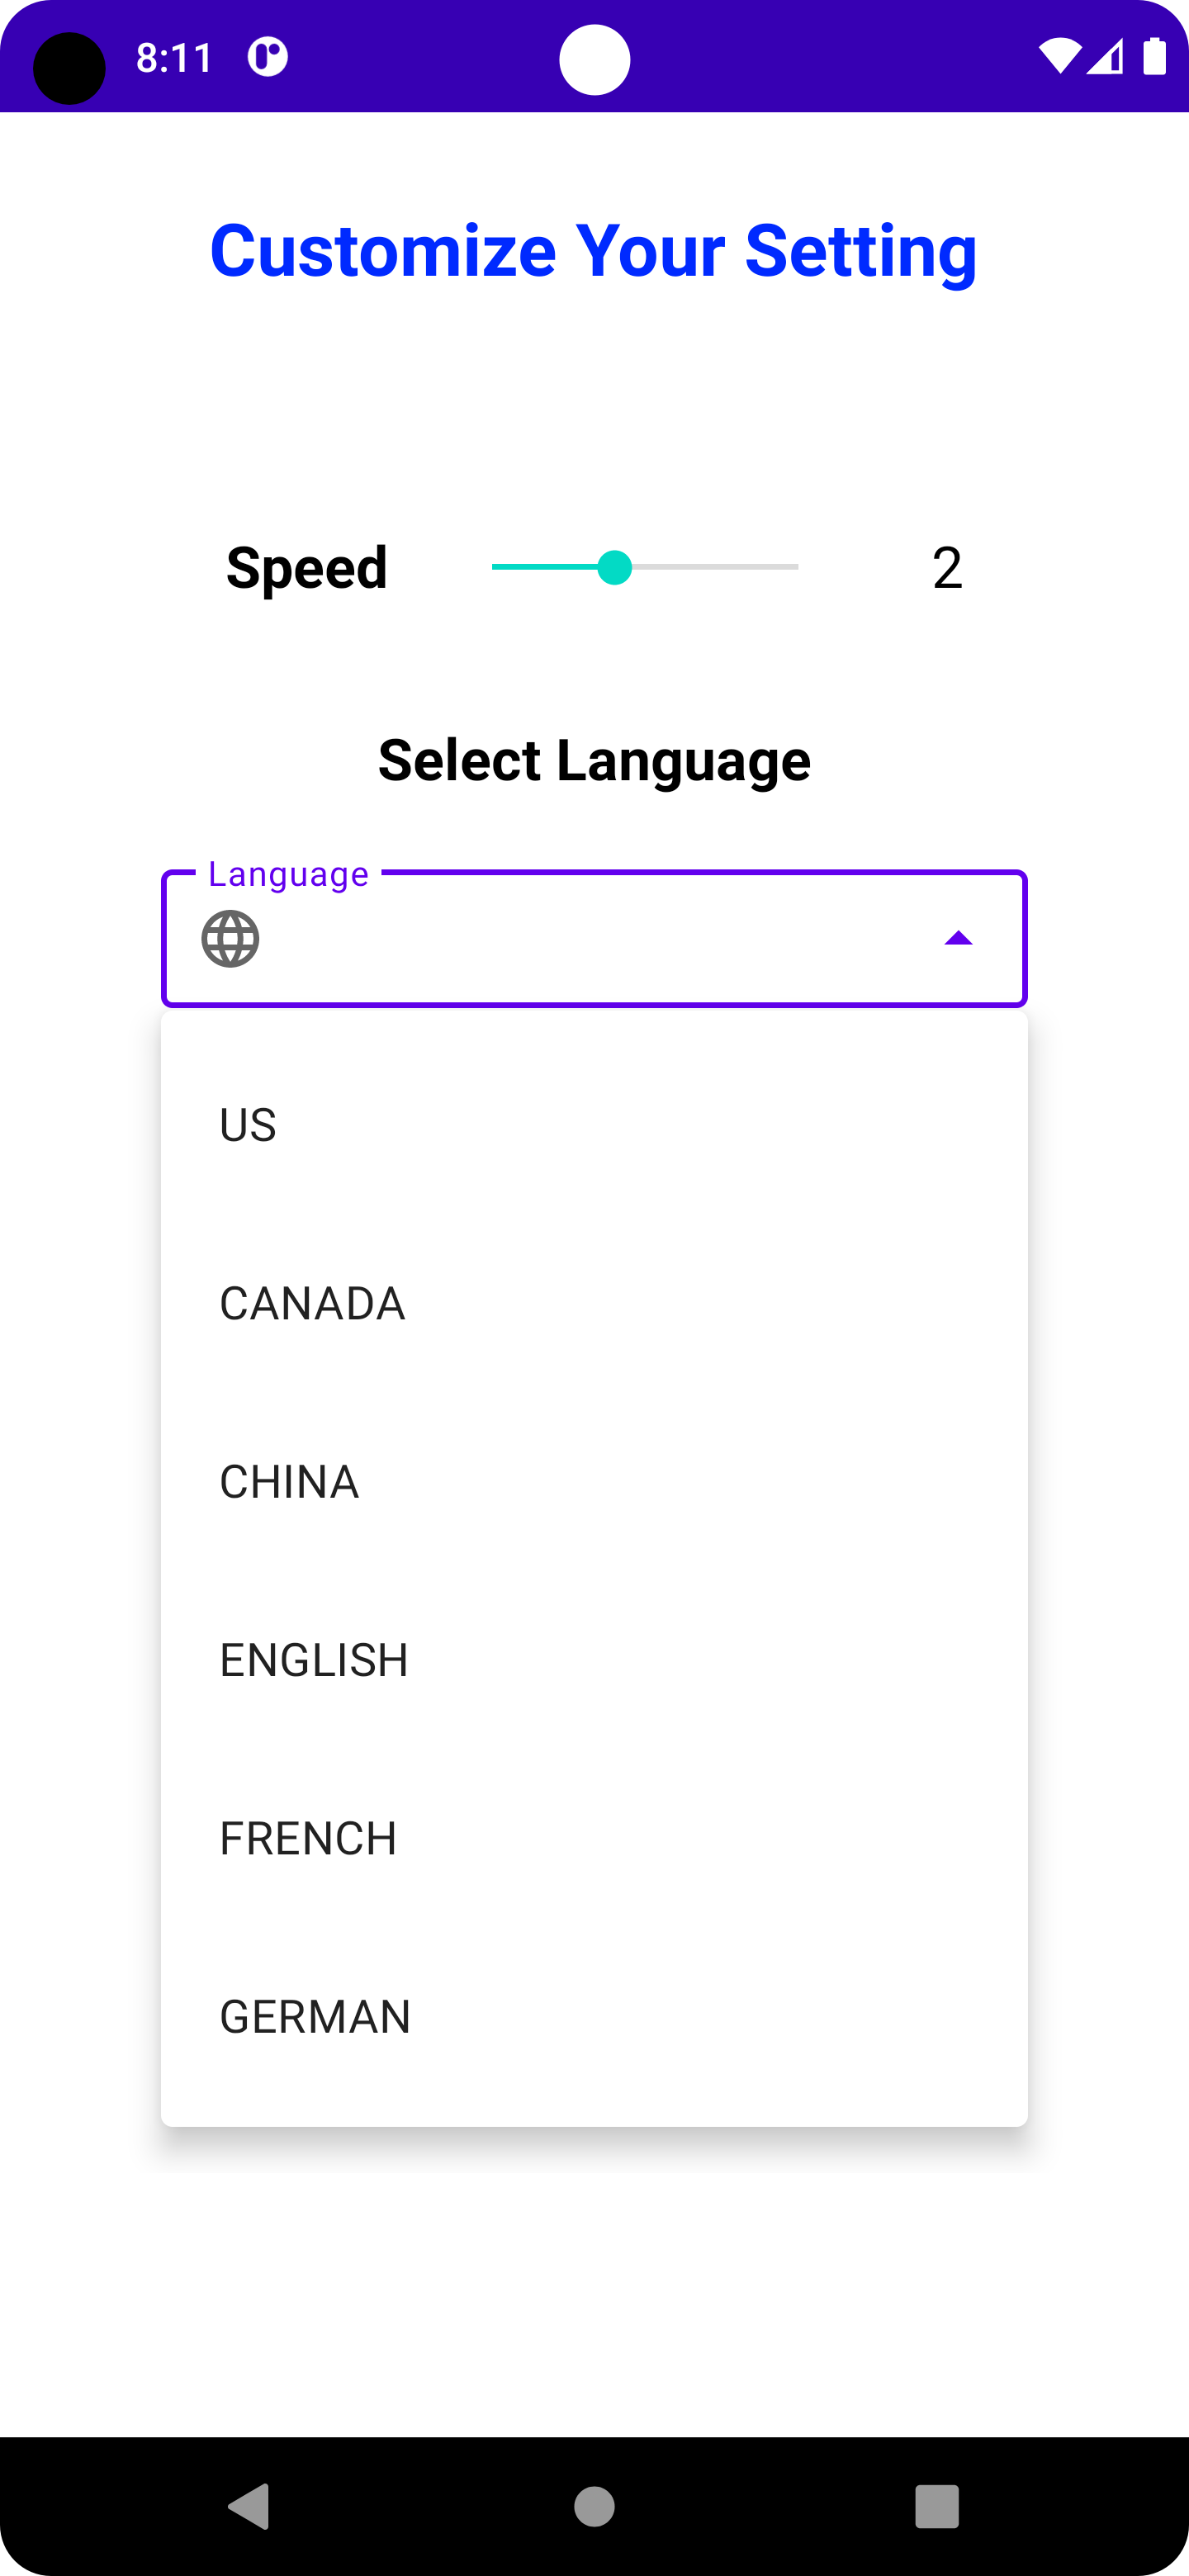 8:11
Customize Your Setting
Speed 2
Select Language
Language
US
CANADA
CHINA
ENGLISH
FRENCH
GERMAN